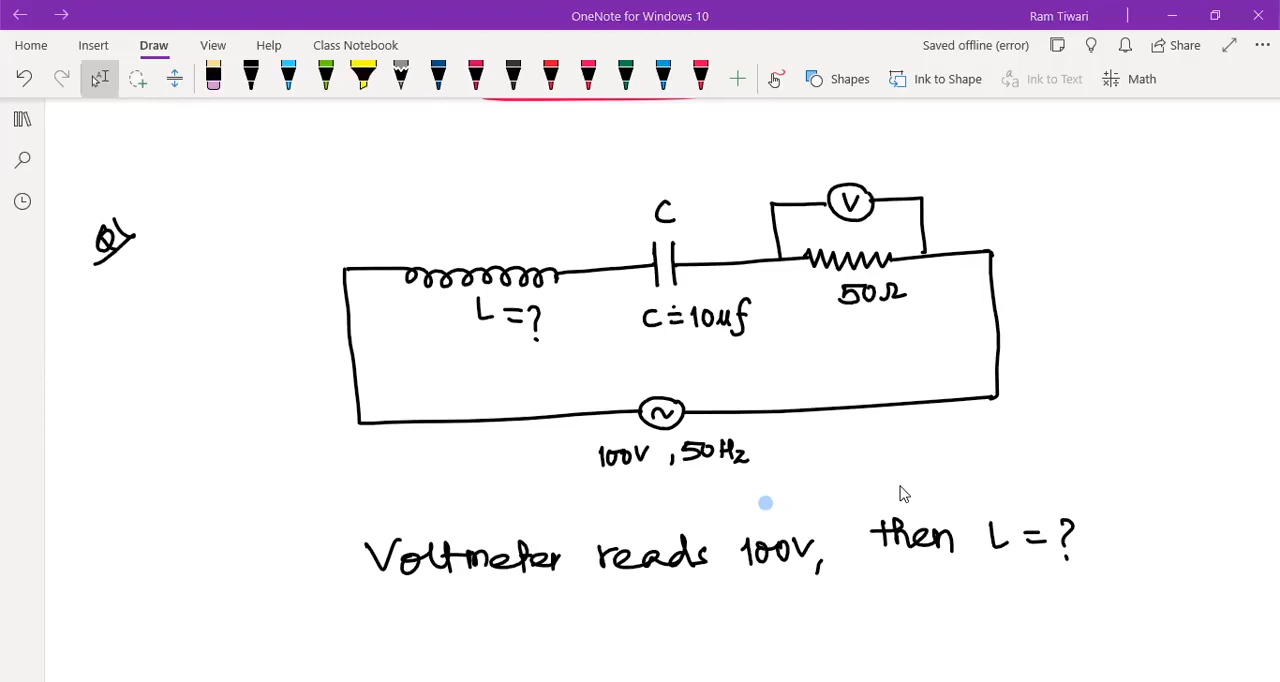 OneNote for Windows 10
Ram Tiwari
Home Insert Draw View Help Class Notebook
Saved offline (error) Share
Shapes Ink to Shape Ink to Text Math
Q)
V
C
50Ω
L = ?
C = 10μf
100V , 50Hz
Voltmeter reads 100V, then L = ?